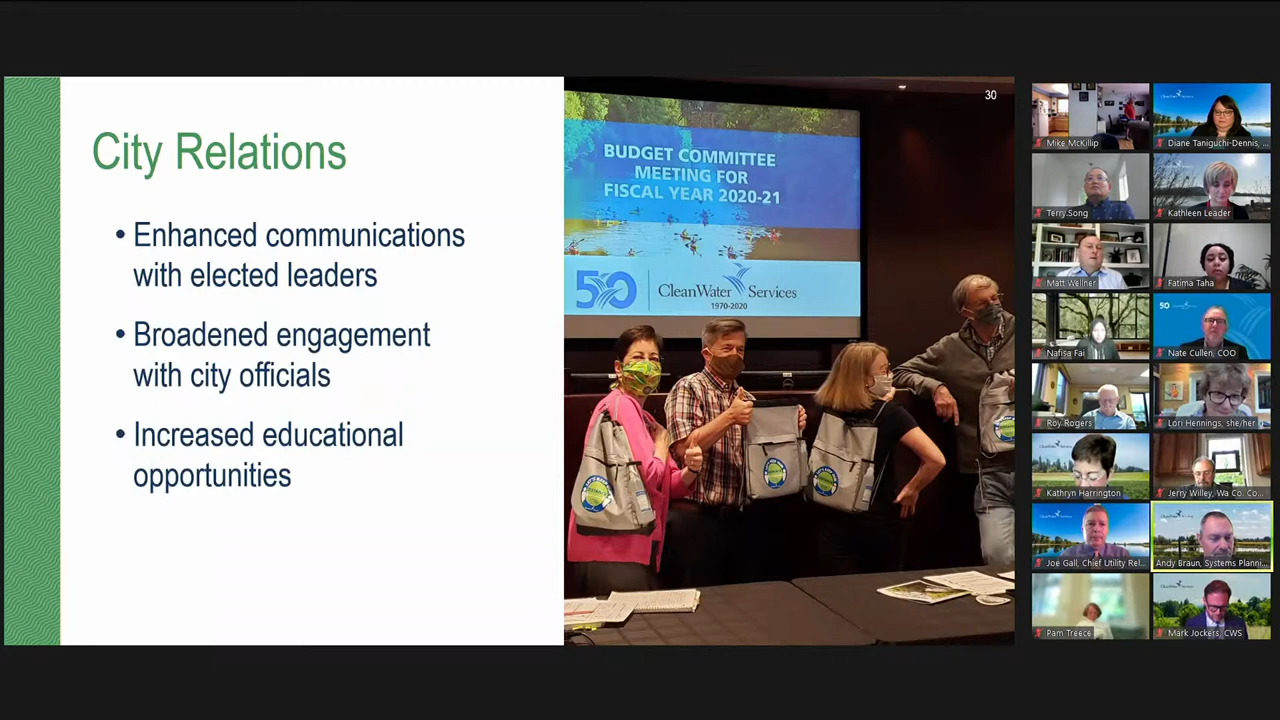 30
City Relations
• Enhanced communications
with elected leaders
• Broadened engagement
with city officials
• Increased educational
opportunities
BUDGET COMMITTEE
MEETING FOR
FISCAL YEAR 2020-21
50
CleanWater Services
1970-2020
Mike McKillip
Diane Taniguchi-Dennis, ...
Terry.Song
Kathleen Leader
Matt Wellner
Fatima Taha
Nafisa Fai
Nate Cullen, COO
Roy Rogers
Lori Hennings, she/her
Kathryn Harrington
Jerry Willey, Wa Co. Co...
Joe Gall, Chief Utility Rel...
Andy Braun, Systems Planni...
Pam Treece
Mark Jockers, CWS